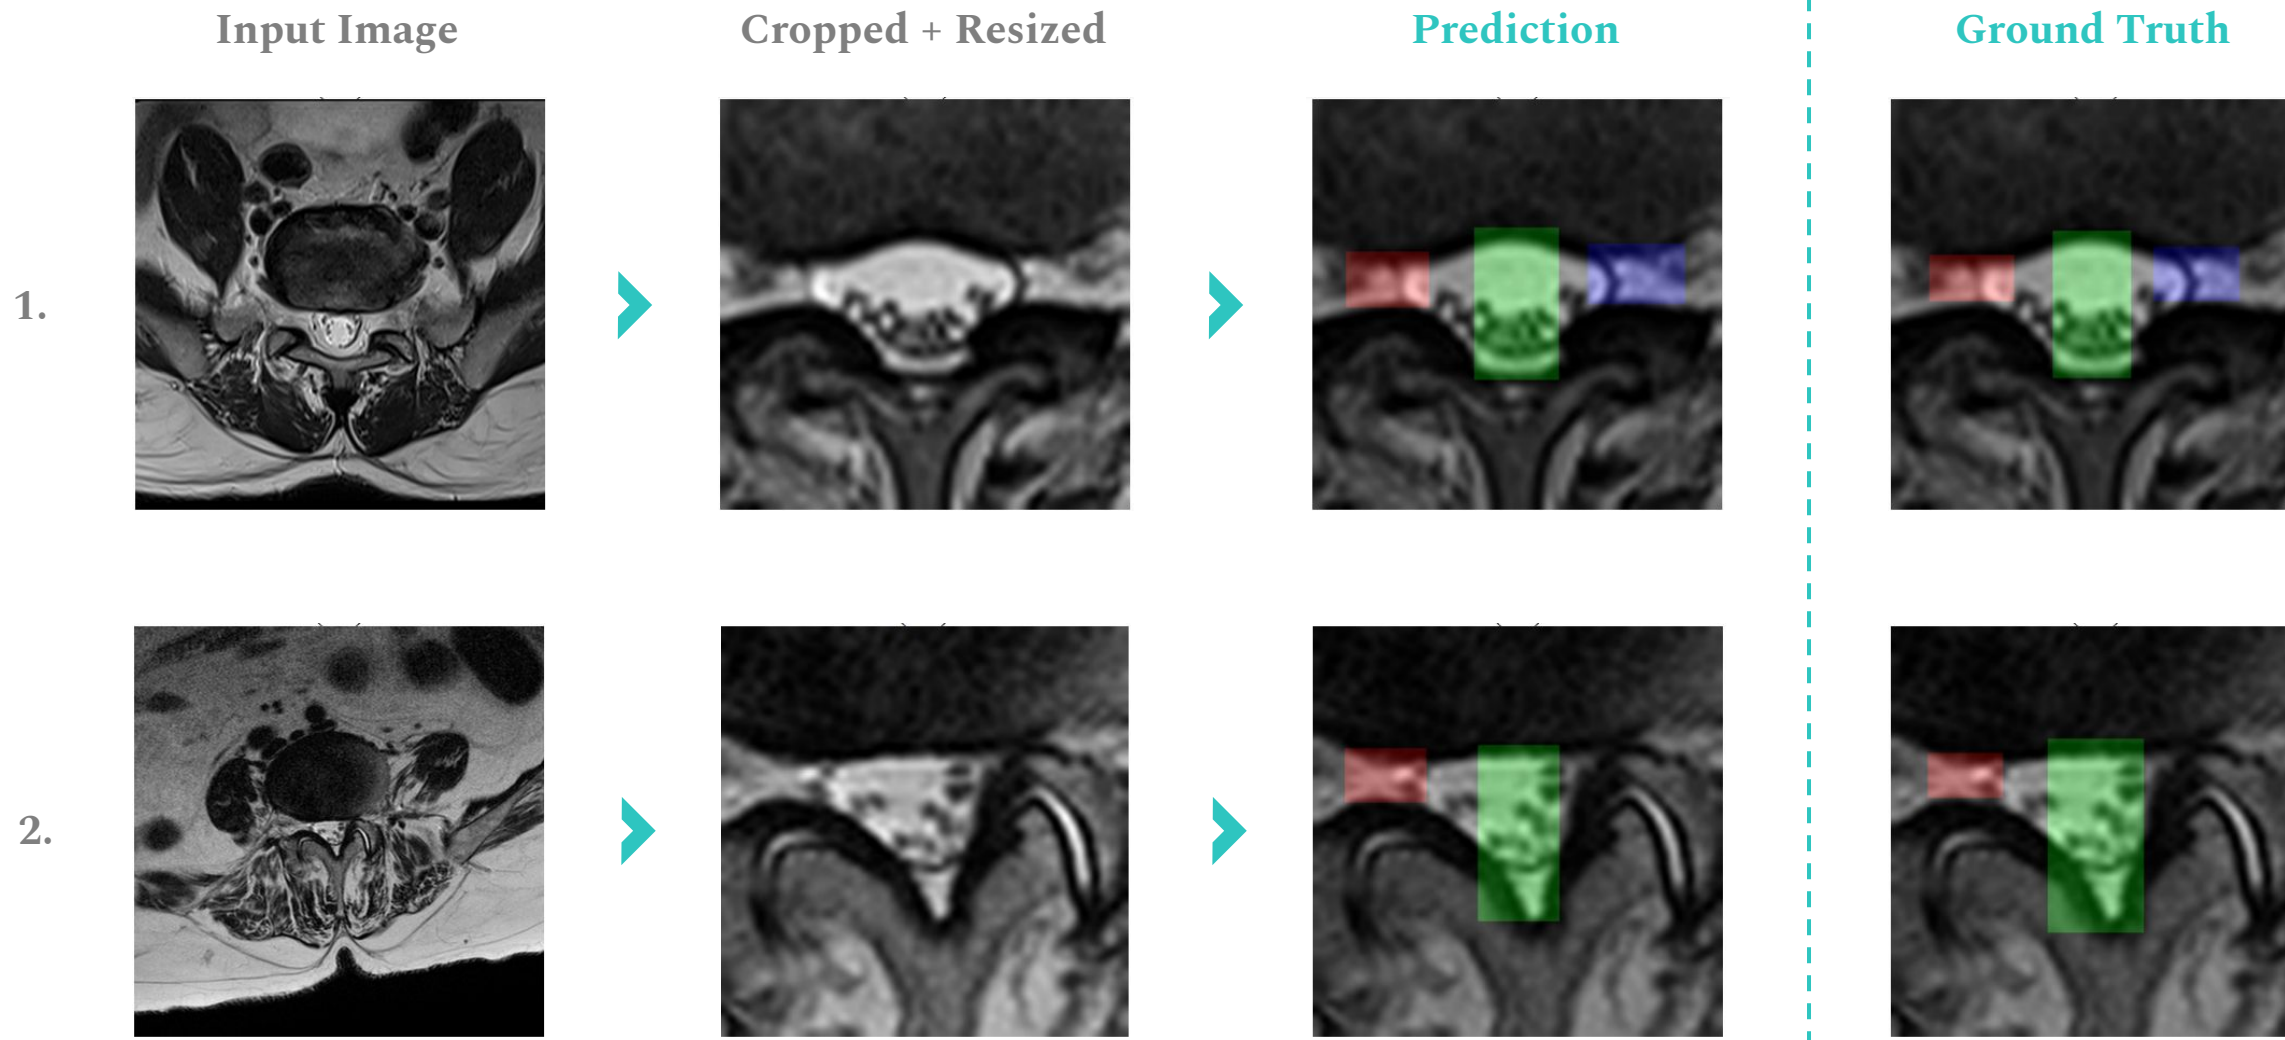 Input Image
Cropped + Resized
Prediction
Ground Truth
1.
2.